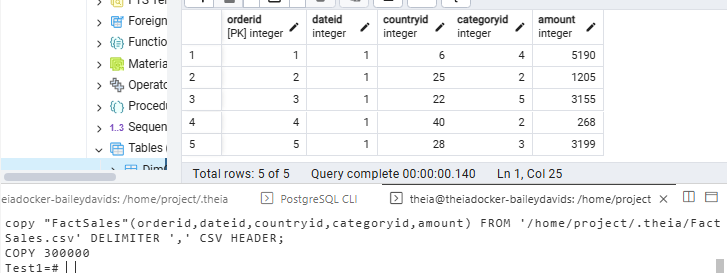 FTS Ter
Foreign
Functio
Materia
Operato
Procedu
1..3 Sequen
Tables (
Dim
orderid
[PK] integer
dateid
integer
countryid
integer
categoryid
integer
amount
integer
1 1 1 6 4 5190
2 2 1 25 2 1205
3 3 1 22 5 3155
4 4 1 40 2 268
5 5 1 28 3 3199
Total rows: 5 of 5 Query complete 00:00:00.140 Ln 1, Col 25
eiadocker-baileydavids: /home/project/.theia PostgreSQL CLI theia@theiadocker-baileydavids: /home/project
copy "FactSales"(orderid,dateid,countryid,categoryid,amount) FROM '/home/project/.theia/Fact
Sales.csv' DELIMITER ',' CSV HEADER;
COPY 300000
Test1=#